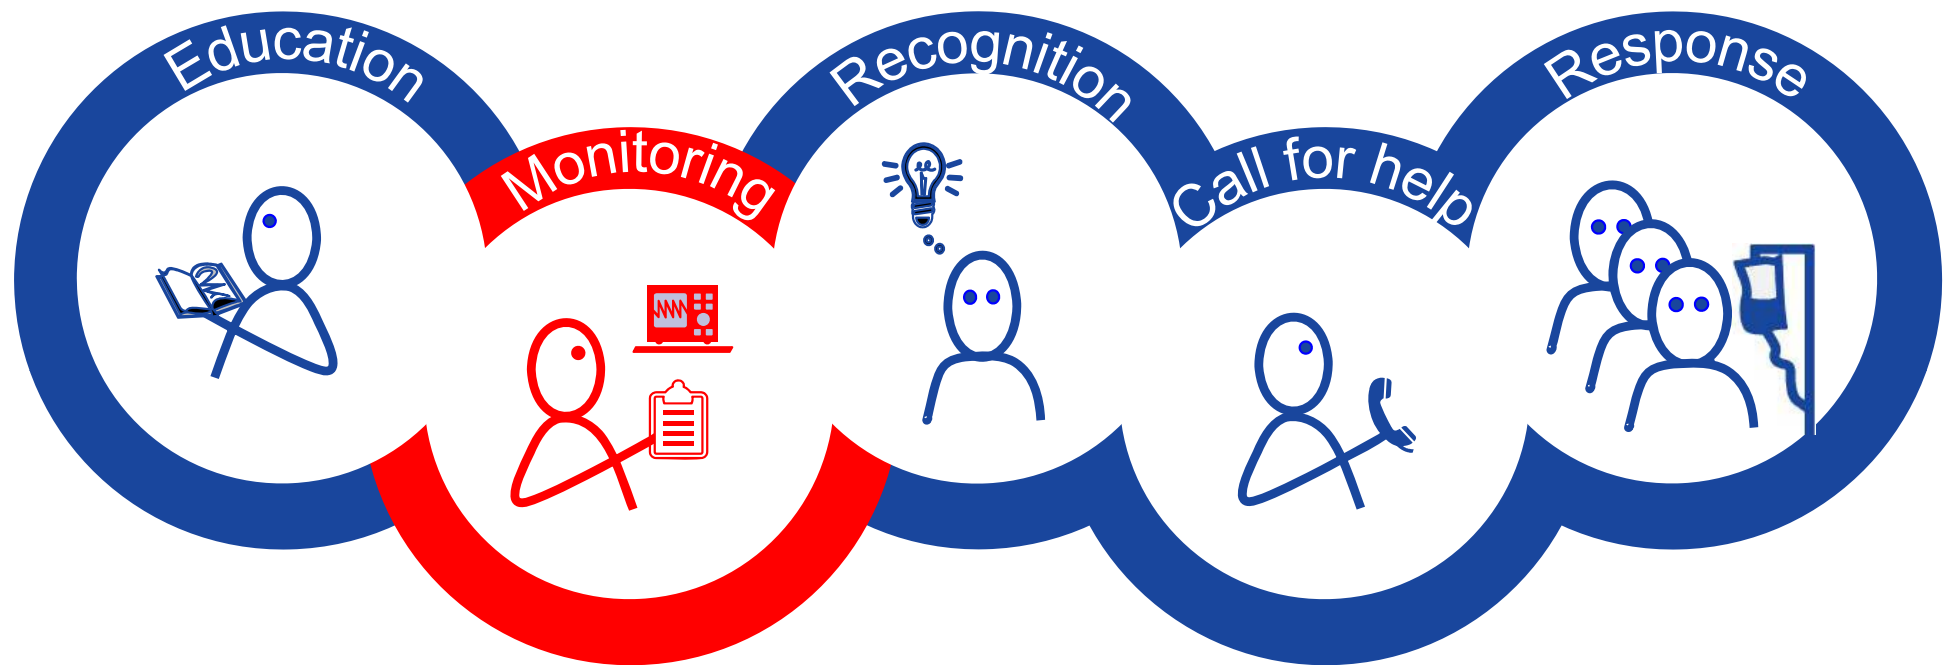 Education
Monitoring
Recognition
Call for help
Response